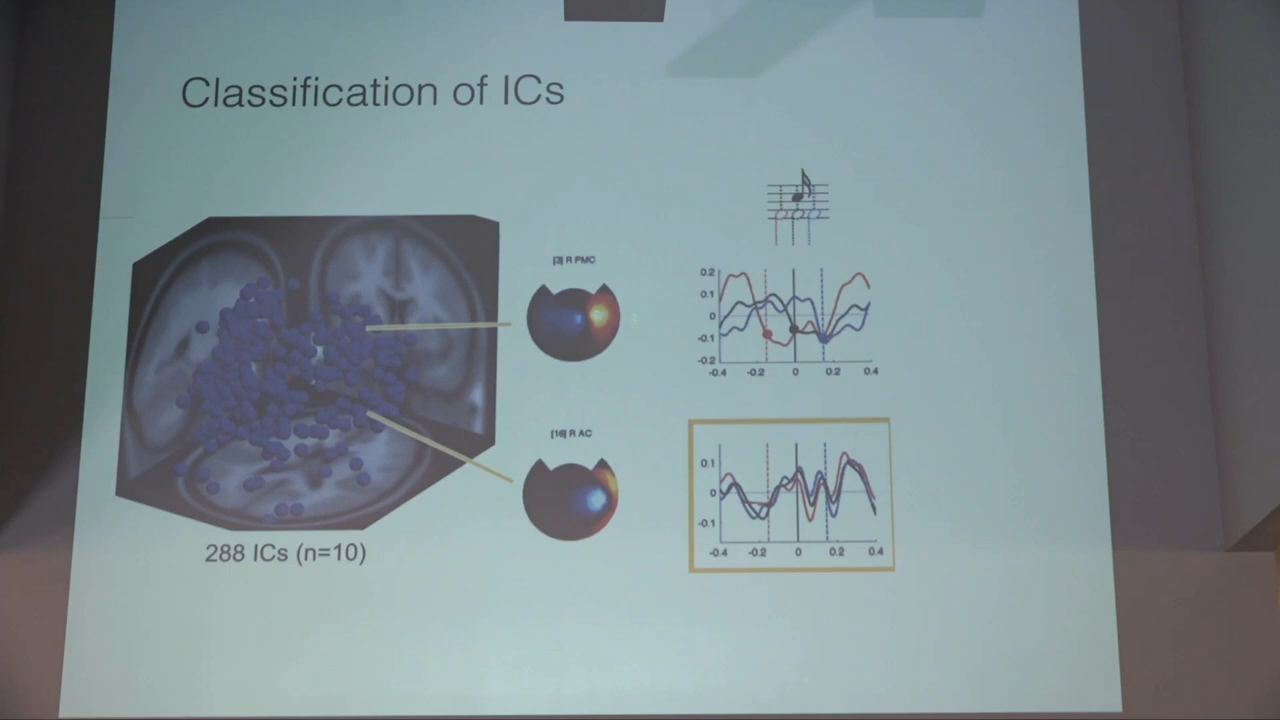 Classification of ICs
[3] R PMC
0.2
0.1
0
-0.1
-0.2
-0.4 -0.2 0 0.2 0.4
[16] R AC
0.1
0
-0.1
-0.4 -0.2 0 0.2 0.4
288 ICs (n=10)